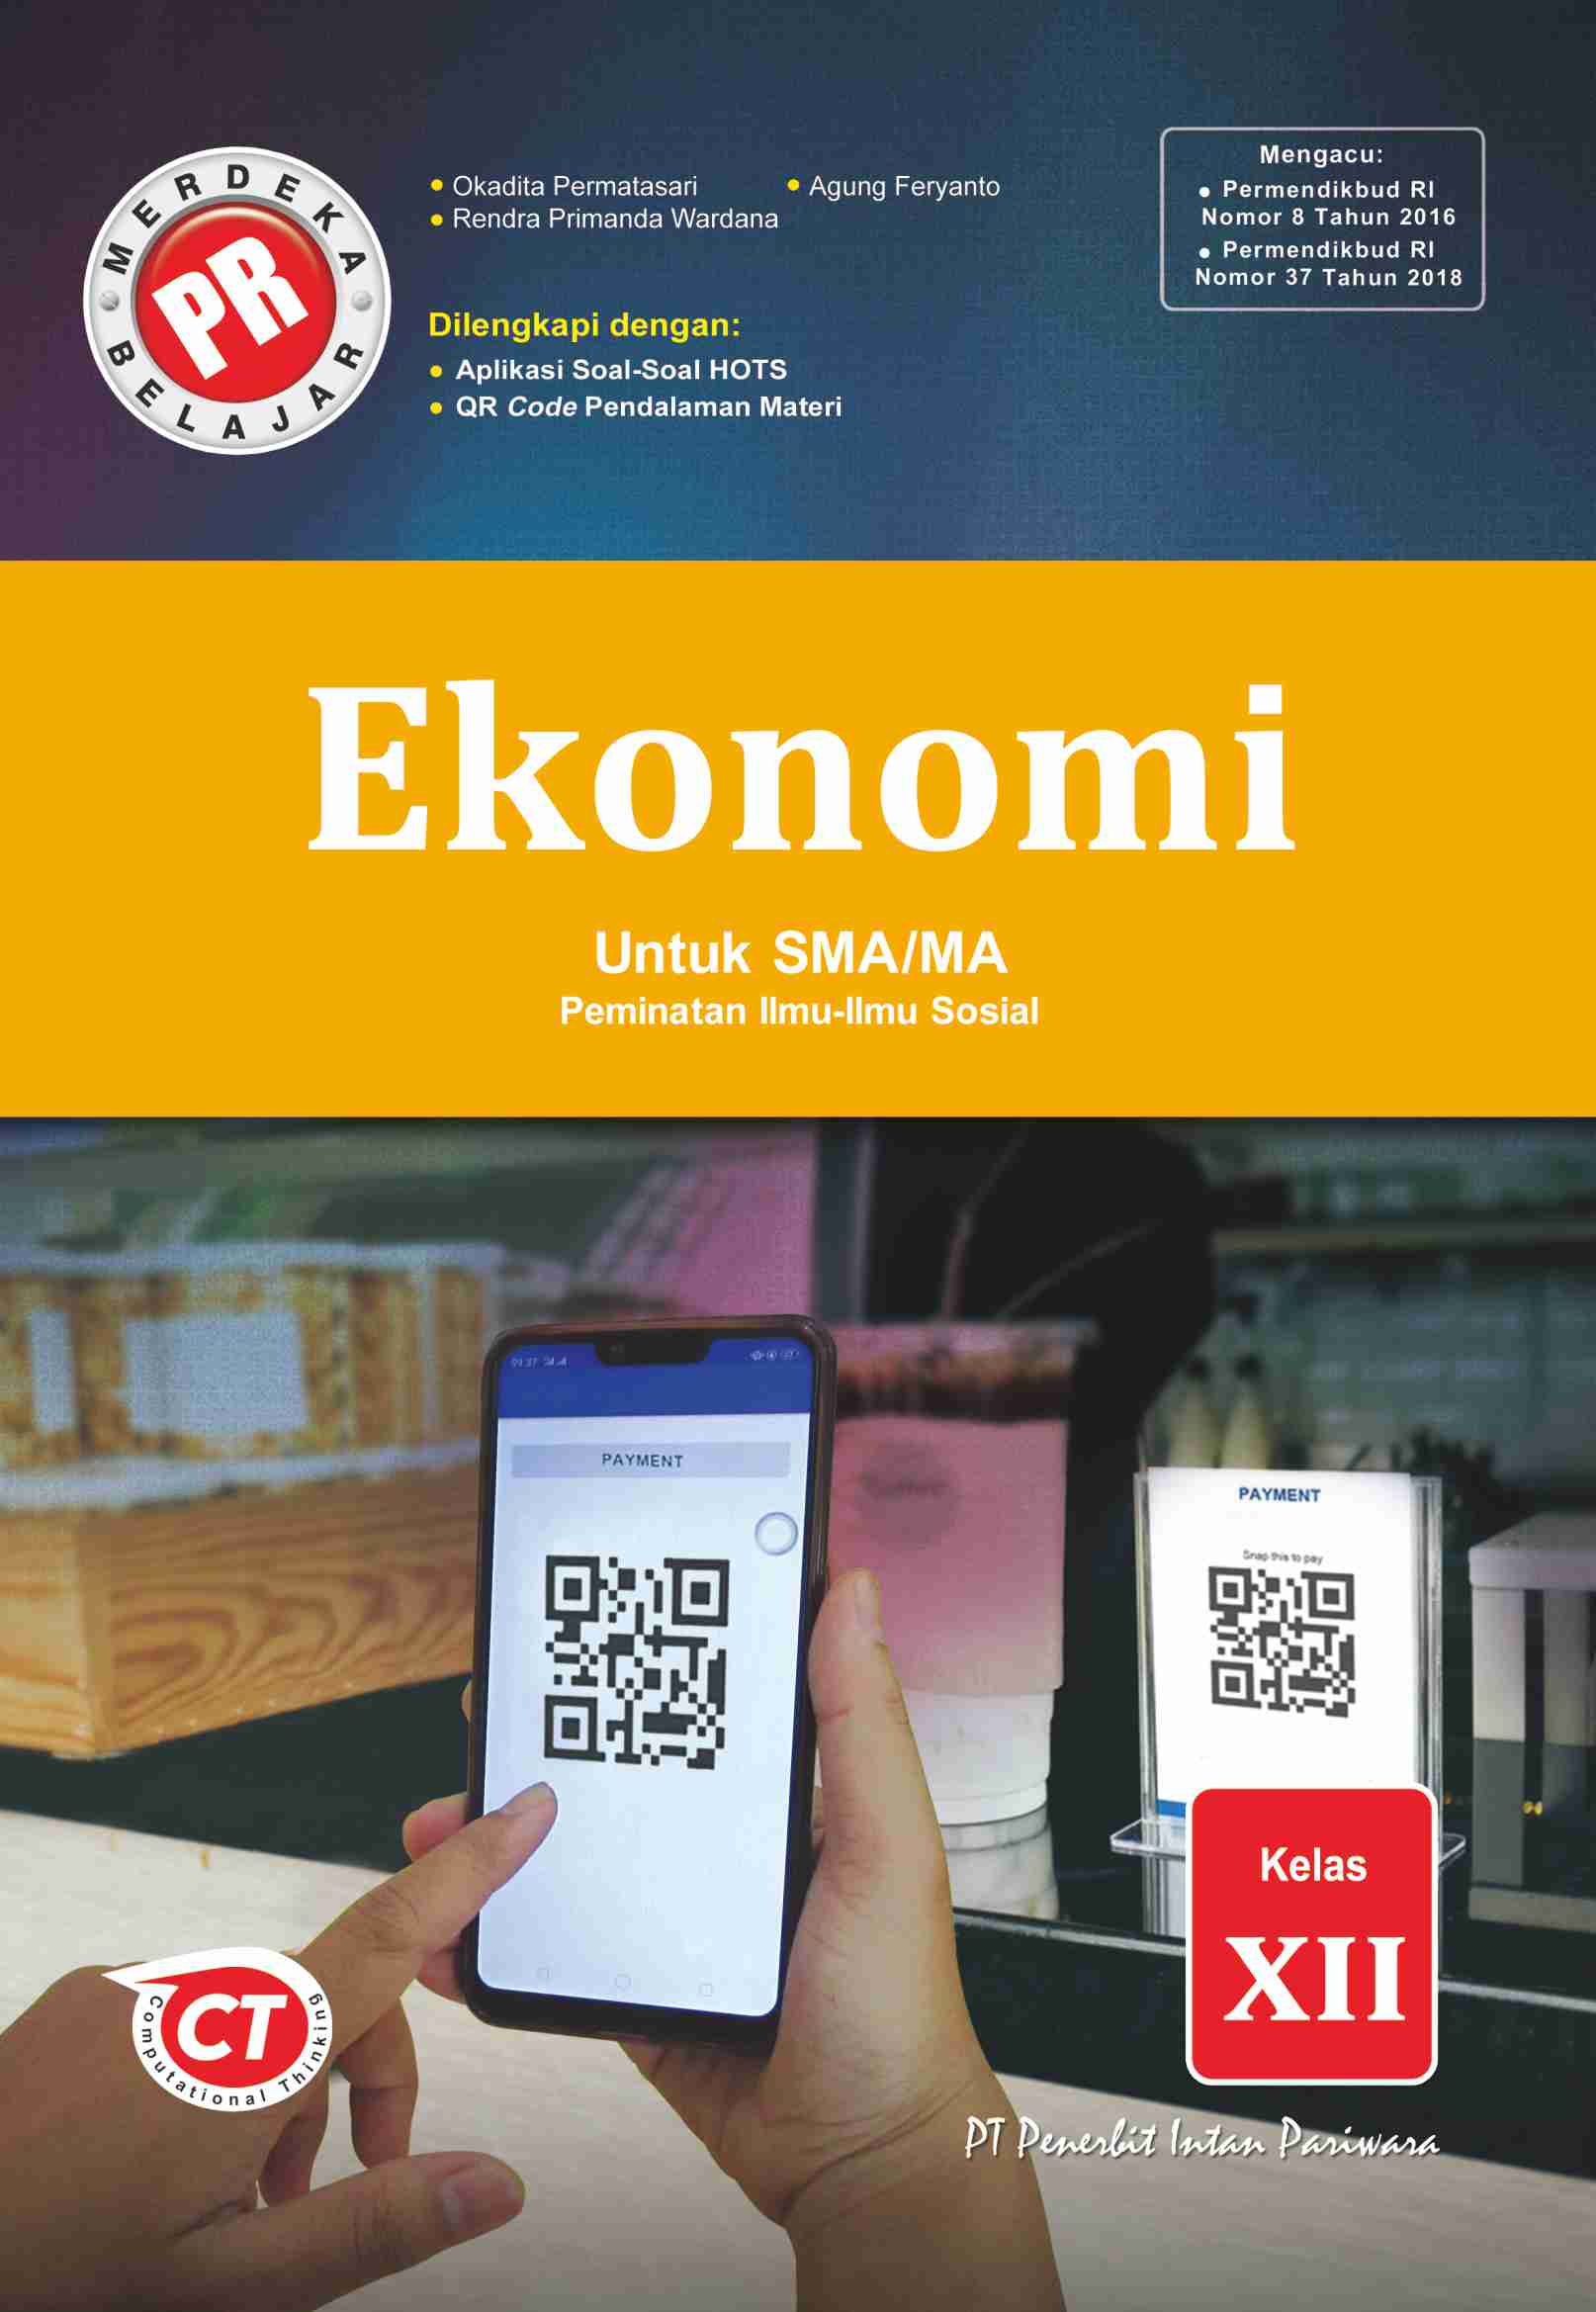 MERDEKA
PR
BELAJAR
• Okadita Permatasari
• Agung Feryanto
• Rendra Primanda Wardana
Dilengkapi dengan:
• Aplikasi Soal-Soal HOTS
• QR Code Pendalaman Materi
Mengacu:
• Permendikbud RI
Nomor 8 Tahun 2016
• Permendikbud RI
Nomor 37 Tahun 2018
Ekonomi
Untuk SMA/MA
Peminatan Ilmu-Ilmu Sosial
09.37
PAYMENT
PAYMENT
Snap this to pay
Kelas
XII
CT
Computational Thinking
PT Penerbit Intan Pariwara